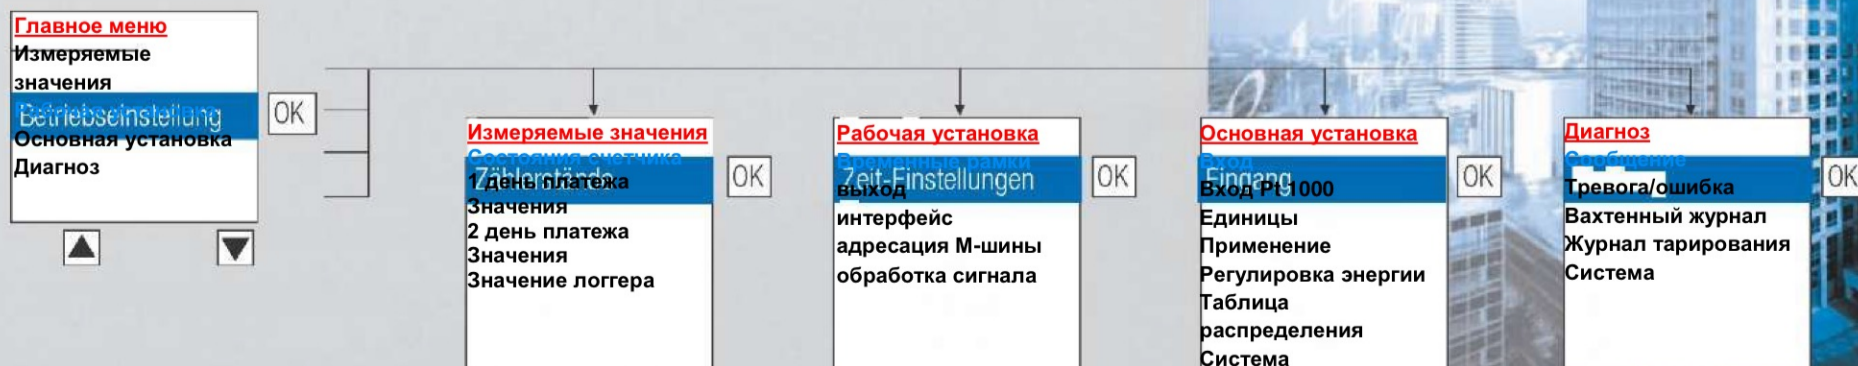 Главное меню
Измеряемые
значения
Betriebseinstellung
Основная установка
Диагноз
OK
Измеряемые значения
Состояния счетчика
Zählerstände
1 день платежа
Значения
2 день платежа
Значения
Значение логгера
OK
Рабочая установка
Временные рамки
Zeit-Einstellungen
выход
интерфейс
адресация М-шины
обработка сигнала
OK
Основная установка
Вход
Eingang
Вход Pt 1000
Единицы
Применение
Регулировка энергии
Таблица
распределения
Система
OK
Диагноз
Сообщение
Тревога/ошибка
Вахтенный журнал
Журнал тарирования
Система
OK